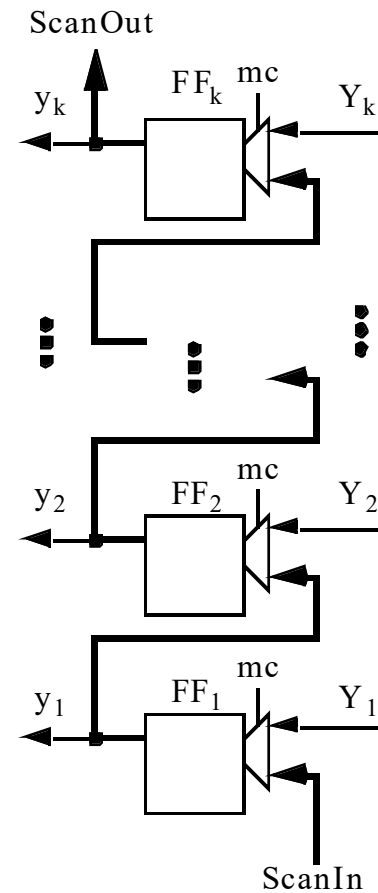 ScanOut
y_k FF_k mc Y_k
y_2 FF_2 mc Y_2
y_1 FF_1 mc Y_1
ScanIn